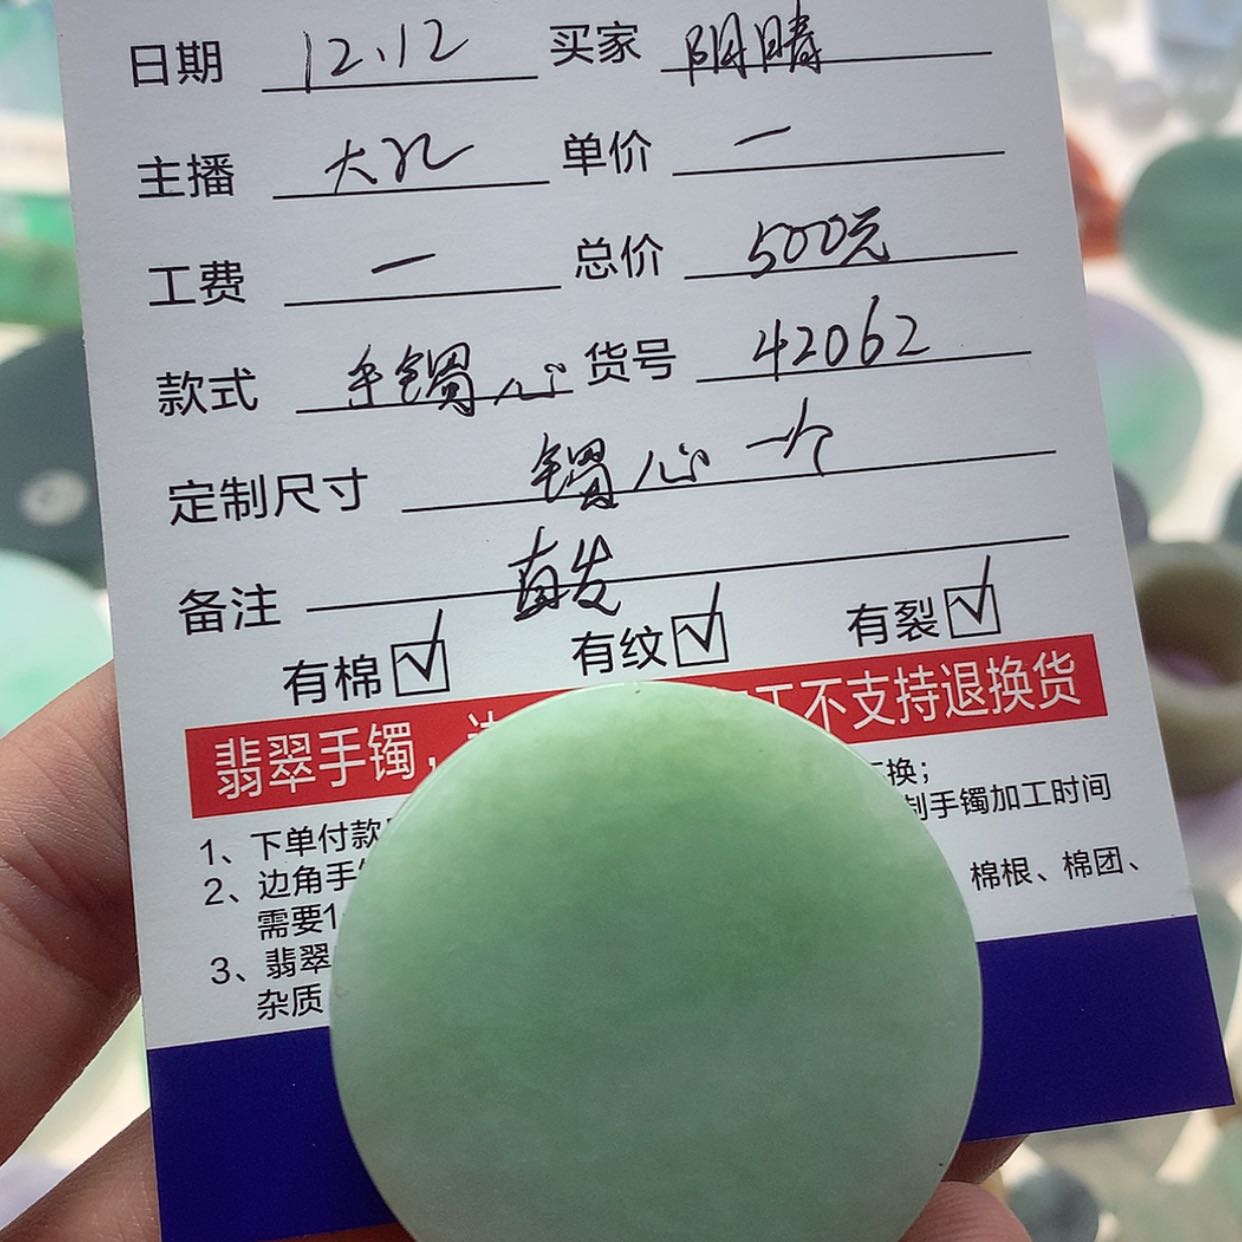 日期 12.12 买家 阴晴
主播 大孔 单价 一
工费 一 总价 500元
款式 手镯心 货号 42062
定制尺寸 镯心一个
备注 直发
有棉 ☑ 有纹 ☑ 有裂 ☑
翡翠手镯， 工不支持退换货
1、下单付款 换；
2、边角手 制手镯加工时间
需要1
3、翡翠 棉根、棉团、
杂质